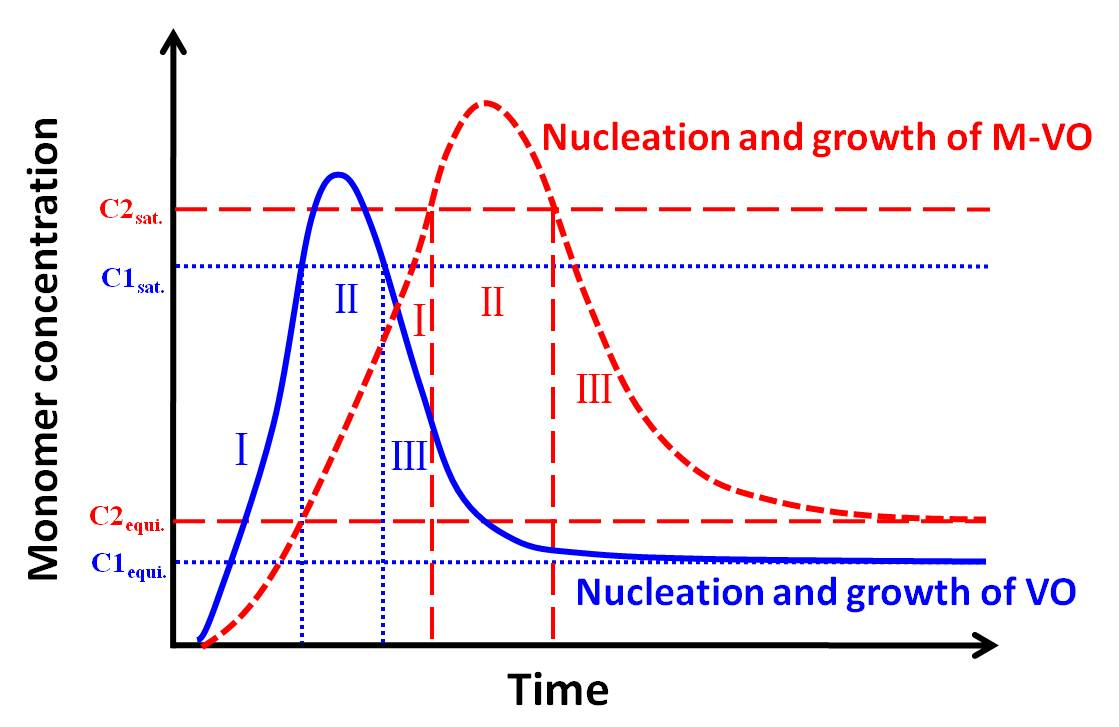 Monomer concentration
Nucleation and growth of M-VO
C2sat.
C1sat.
II
I
II
III
I
III
C2equi.
C1equi.
Nucleation and growth of VO
Time